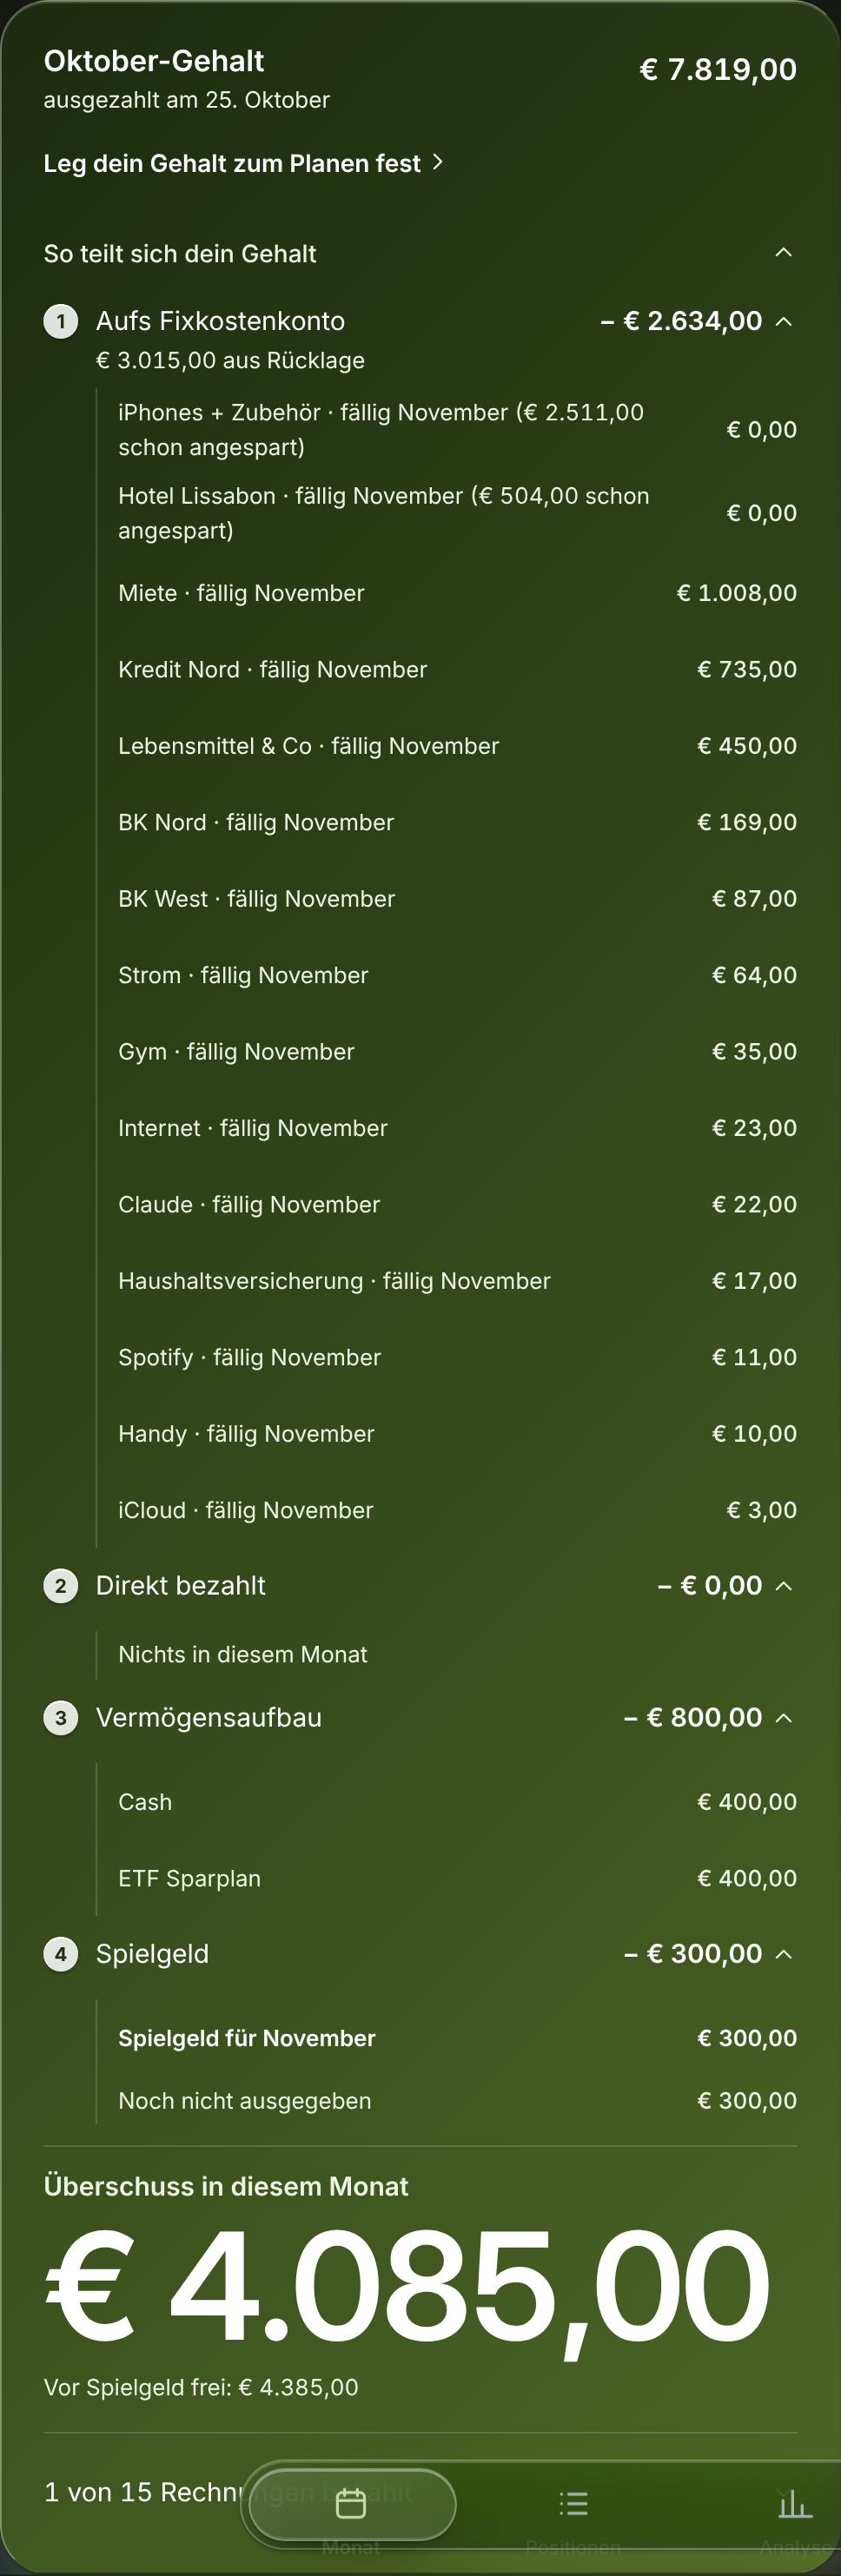 Oktober-Gehalt
€ 7.819,00
ausgezahlt am 25. Oktober
Leg dein Gehalt zum Planen fest
So teilt sich dein Gehalt
1 Aufs Fixkostenkonto – € 2.634,00
€ 3.015,00 aus Rücklage
iPhones + Zubehör · fällig November (€ 2.511,00
schon angespart)
€ 0,00
Hotel Lissabon · fällig November (€ 504,00 schon
angespart)
€ 0,00
Miete · fällig November € 1.008,00
Kredit Nord · fällig November € 735,00
Lebensmittel & Co · fällig November € 450,00
BK Nord · fällig November € 169,00
BK West · fällig November € 87,00
Strom · fällig November € 64,00
Gym · fällig November € 35,00
Internet · fällig November € 23,00
Claude · fällig November € 22,00
Haushaltsversicherung · fällig November € 17,00
Spotify · fällig November € 11,00
Handy · fällig November € 10,00
iCloud · fällig November € 3,00
2 Direkt bezahlt – € 0,00
Nichts in diesem Monat
3 Vermögensaufbau – € 800,00
Cash € 400,00
ETF Sparplan € 400,00
4 Spielgeld – € 300,00
Spielgeld für November € 300,00
Noch nicht ausgegeben € 300,00
Überschuss in diesem Monat
€ 4.085,00
Vor Spielgeld frei: € 4.385,00
1 von 15 Rechnungen bezahlt
Monat Positionen Analyse